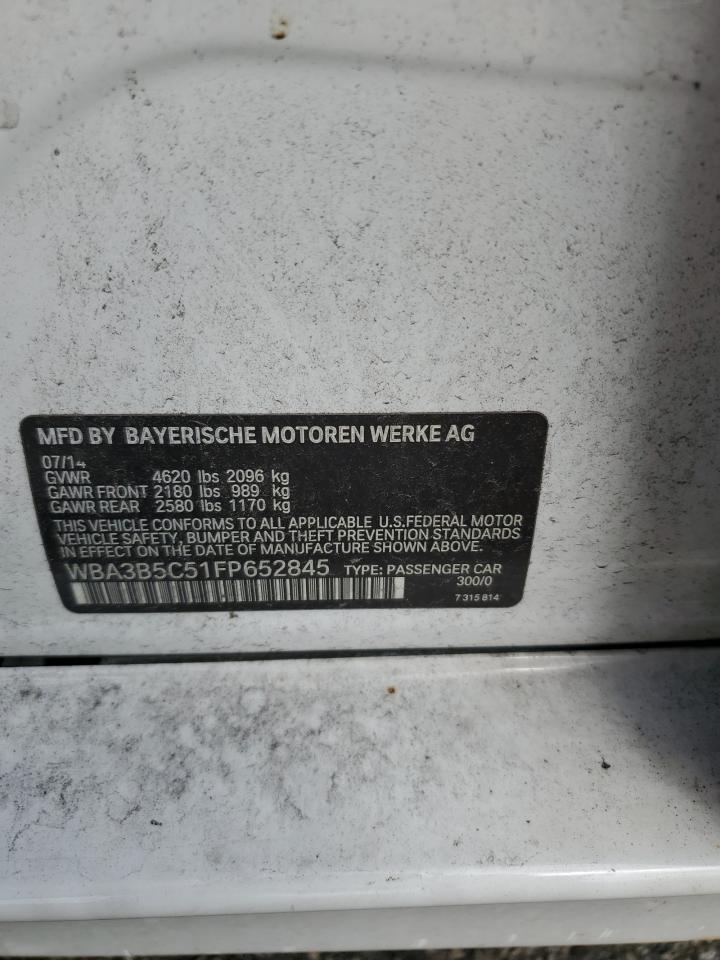 MFD BY BAYERISCHE MOTOREN WERKE AG
07/14
GVWR 4620 lbs 2096 kg
GAWR FRONT 2180 lbs 989 kg
GAWR REAR 2580 lbs 1170 kg
THIS VEHICLE CONFORMS TO ALL APPLICABLE U.S.FEDERAL MOTOR
VEHICLE SAFETY, BUMPER AND THEFT PREVENTION STANDARDS
IN EFFECT ON THE DATE OF MANUFACTURE SHOWN ABOVE.
WBA3B5C51FP652845 TYPE: PASSENGER CAR
300/0
7 315 814